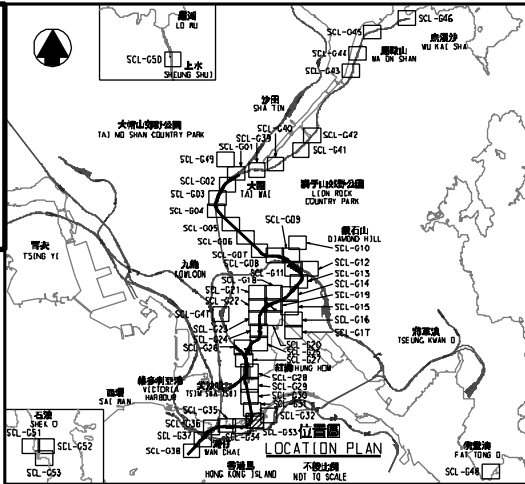 羅湖
LO WU
SCL-G50
上水
SHEUNG SHUI
SCL-G46
SCL-G45
烏溪沙
WU KAI SHA
SCL-G44
馬鞍山
MA ON SHAN
SCL-G43
沙田
SHA TIN
大帽山郊野公園
TAI MO SHAN COUNTRY PARK
SCL-G40
SCL-G39
SCL-G42
SCL-G01
SCL-G41
SCL-G49
大圍
TAI WAI
獅子山郊野公園
LION ROCK
COUNTRY PARK
SCL-G02
SCL-G03
SCL-G04
SCL-G05
SCL-G06
SCL-G07
SCL-G08
SCL-G09
鑽石山
DIAMOND HILL
SCL-G10
SCL-G11
SCL-G12
SCL-G13
SCL-G14
SCL-G18
SCL-G19
SCL-G15
SCL-G16
SCL-G17
青衣
TSING YI
九龍
KOWLOON
SCL-G21
SCL-G22
SCL-G47
SCL-G23
SCL-G24
SCL-G26
SCL-G20
SCL-G27
將軍澳
TSEUNG KWAN O
紅磡
HUNG HOM
SCL-G28
SCL-G29
SCL-G30
西環
SAI WAN
維多利亞港
VICTORIA
HARBOUR
尖沙咀
SCL-G32
SCL-G35
SCL-G36
SCL-G37
SCL-G34
SCL-G38
灣仔
WAN CHAI
香港島
HONG KONG ISLAND
石澳
SHEK O
SCL-G51
SCL-G52
SCL-G53
位置圖
LOCATION PLAN
不按比例
NOT TO SCALE
FAT TONG O
SCL-G48